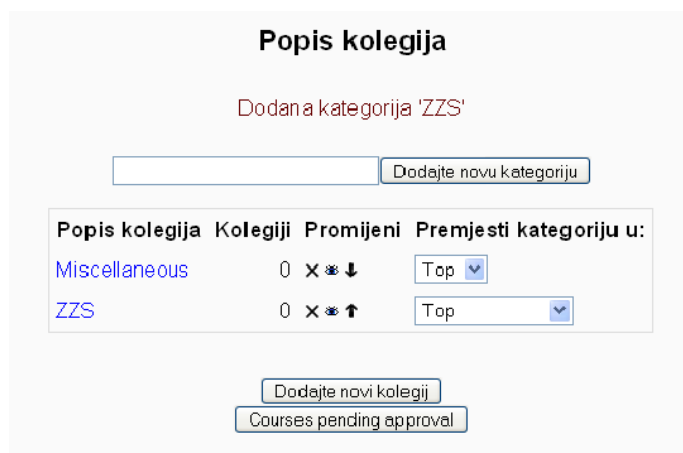 Popis kolegija
Dodana kategorija 'ZZS'
Dodajte novu kategoriju
Popis kolegija Kolegiji Promijeni Premjesti kategoriju u:
Miscellaneous 0 Top
ZZS 0 Top
Dodajte novi kolegij
Courses pending approval